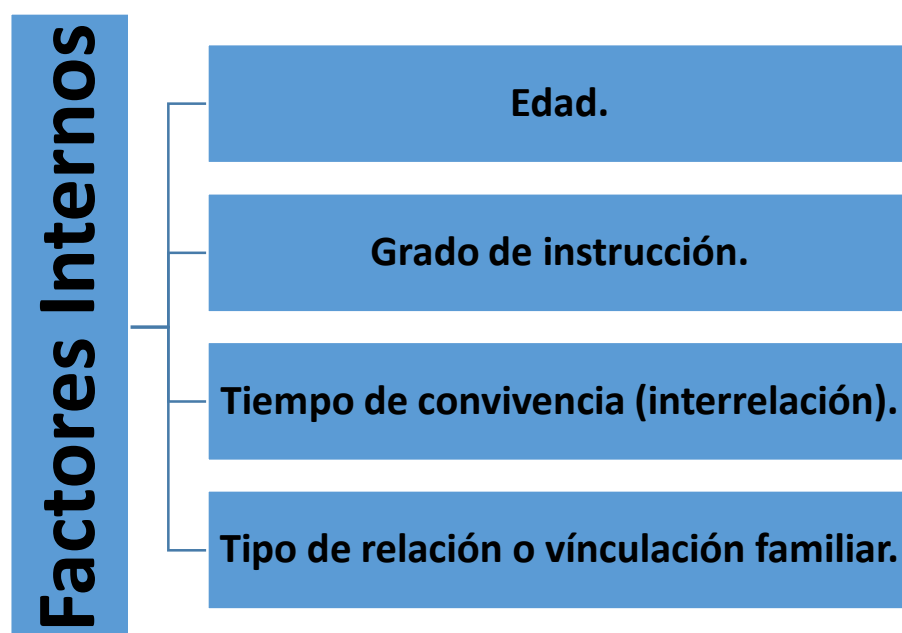 Factores Internos
Edad.
Grado de instrucción.
Tiempo de convivencia (interrelación).
Tipo de relación o vínculación familiar.